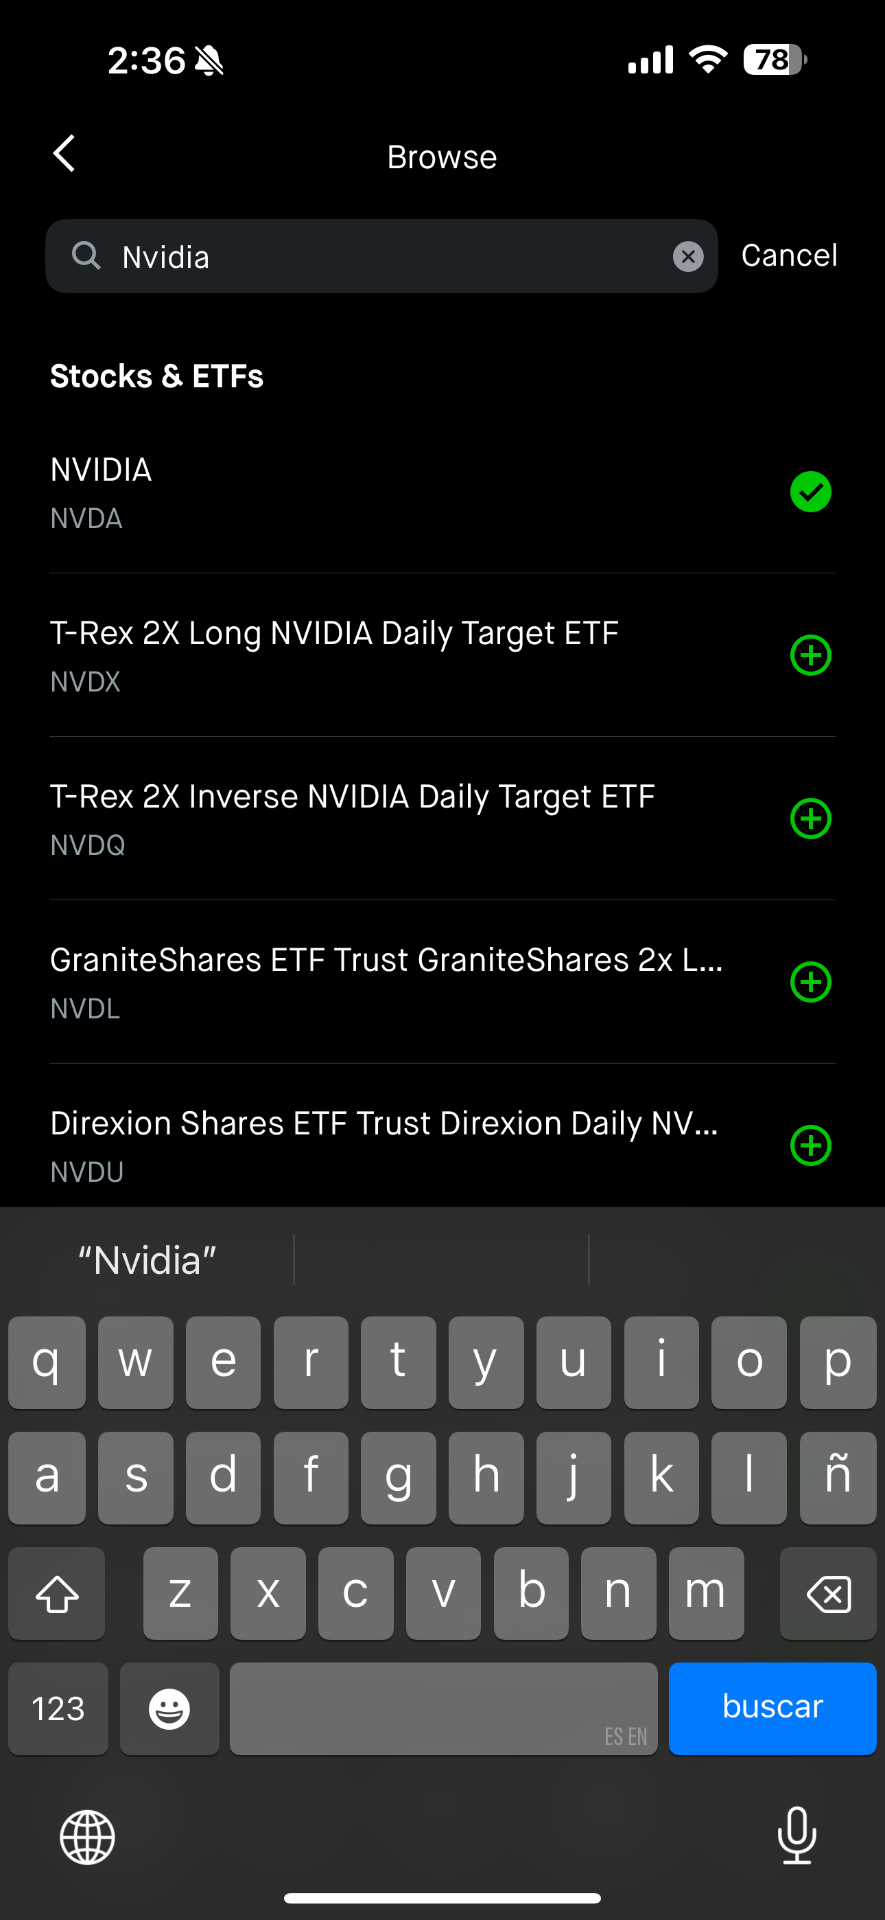 2:36
78
Browse
Nvidia
Cancel
Stocks & ETFs
NVIDIA
NVDA
T-Rex 2X Long NVIDIA Daily Target ETF
NVDX
T-Rex 2X Inverse NVIDIA Daily Target ETF
NVDQ
GraniteShares ETF Trust GraniteShares 2x L...
NVDL
Direxion Shares ETF Trust Direxion Daily NV...
NVDU
“Nvidia”
q w e r t y u i o p
a s d f g h j k l ñ
z x c v b n m
123
ES EN
buscar